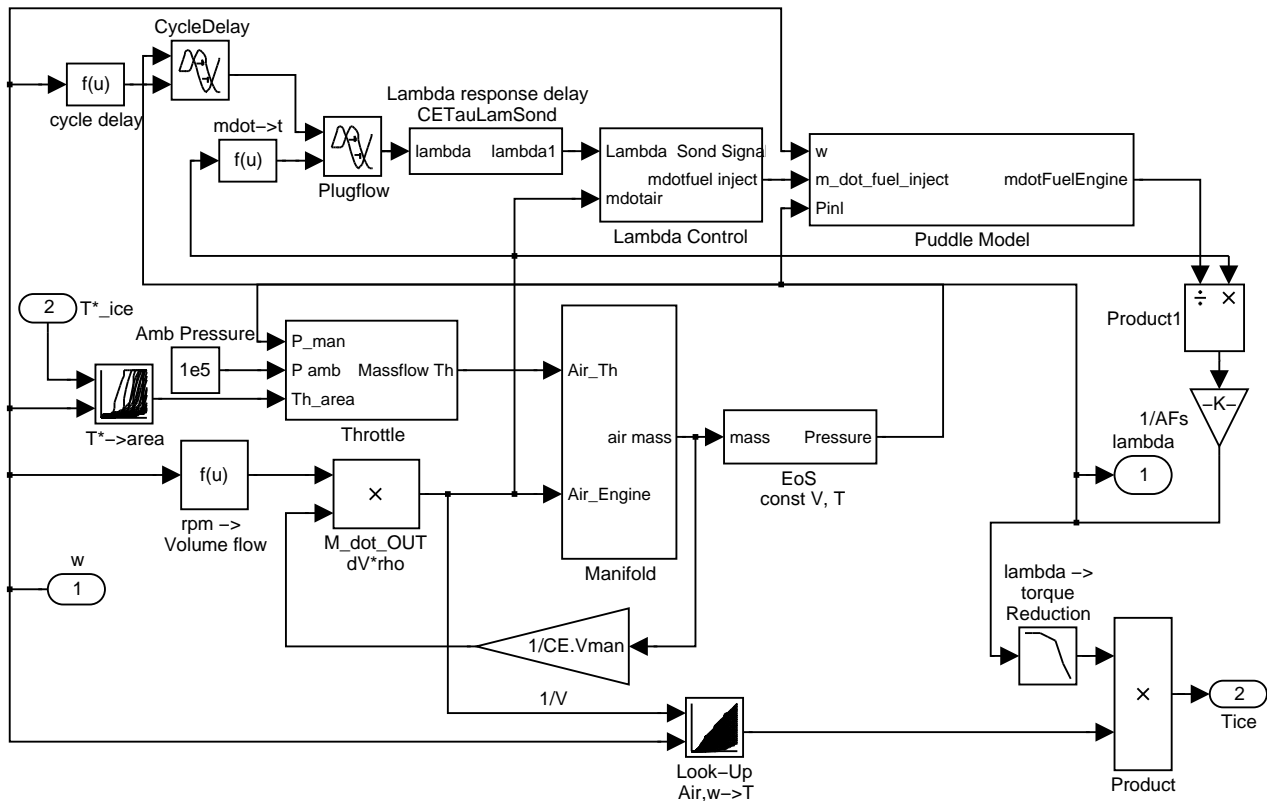 CycleDelay
f(u)
cycle delay
Lambda response delay
CETauLamSond
mdot−>t
f(u)
Plugflow
lambda lambda1
Lambda Sond Signal
mdotfuel inject
mdotair
Lambda Control
w
m_dot_fuel_inject
mdotFuelEngine
PinI
Puddle Model
2
T*_ice
Amb Pressure
1e5
T*−>area
P_man
P amb
Massflow Th
Th_area
Throttle
Air_Th
air mass
Air_Engine
Manifold
mass
Pressure
EoS
const V, T
÷ ×
Product1
−K−
1/AFs
lambda
1
f(u)
rpm −>
Volume flow
×
M_dot_OUT
dV*rho
w
1
1/CE.Vman
1/V
lambda −>
torque
Reduction
×
Product
2
Tice
Look−Up
Air,w−>T